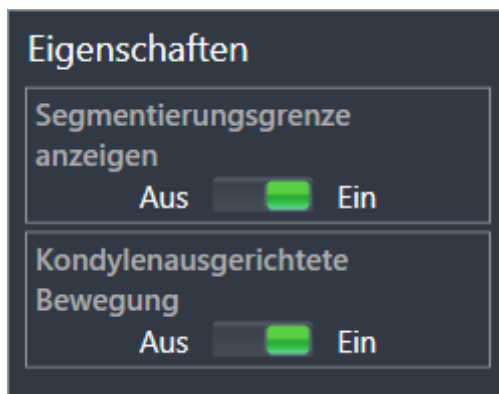 Eigenschaften
Segmentierungsgrenze
anzeigen
Aus Ein
Kondylenausgerichtete
Bewegung
Aus Ein